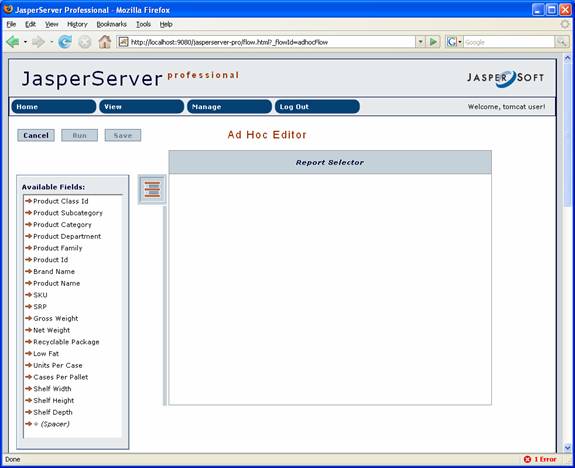 JasperServer Professional - Mozilla Firefox
File Edit View History Bookmarks Tools Help
http://localhost:9080/jasperserver-pro/flow.html?_flowId=adhocFlow
Google
JasperServer professional
JASPERSOFT
Home View Manage Log Out Welcome, tomcat user!
Cancel Run Save Ad Hoc Editor
Report Selector
Available Fields:
Product Class Id
Product Subcategory
Product Category
Product Department
Product Family
Product Id
Brand Name
Product Name
SKU
SRP
Gross Weight
Net Weight
Recyclable Package
Low Fat
Units Per Case
Cases Per Pallet
Shelf Width
Shelf Height
Shelf Depth
+ (Spacer)
Done 1 Error